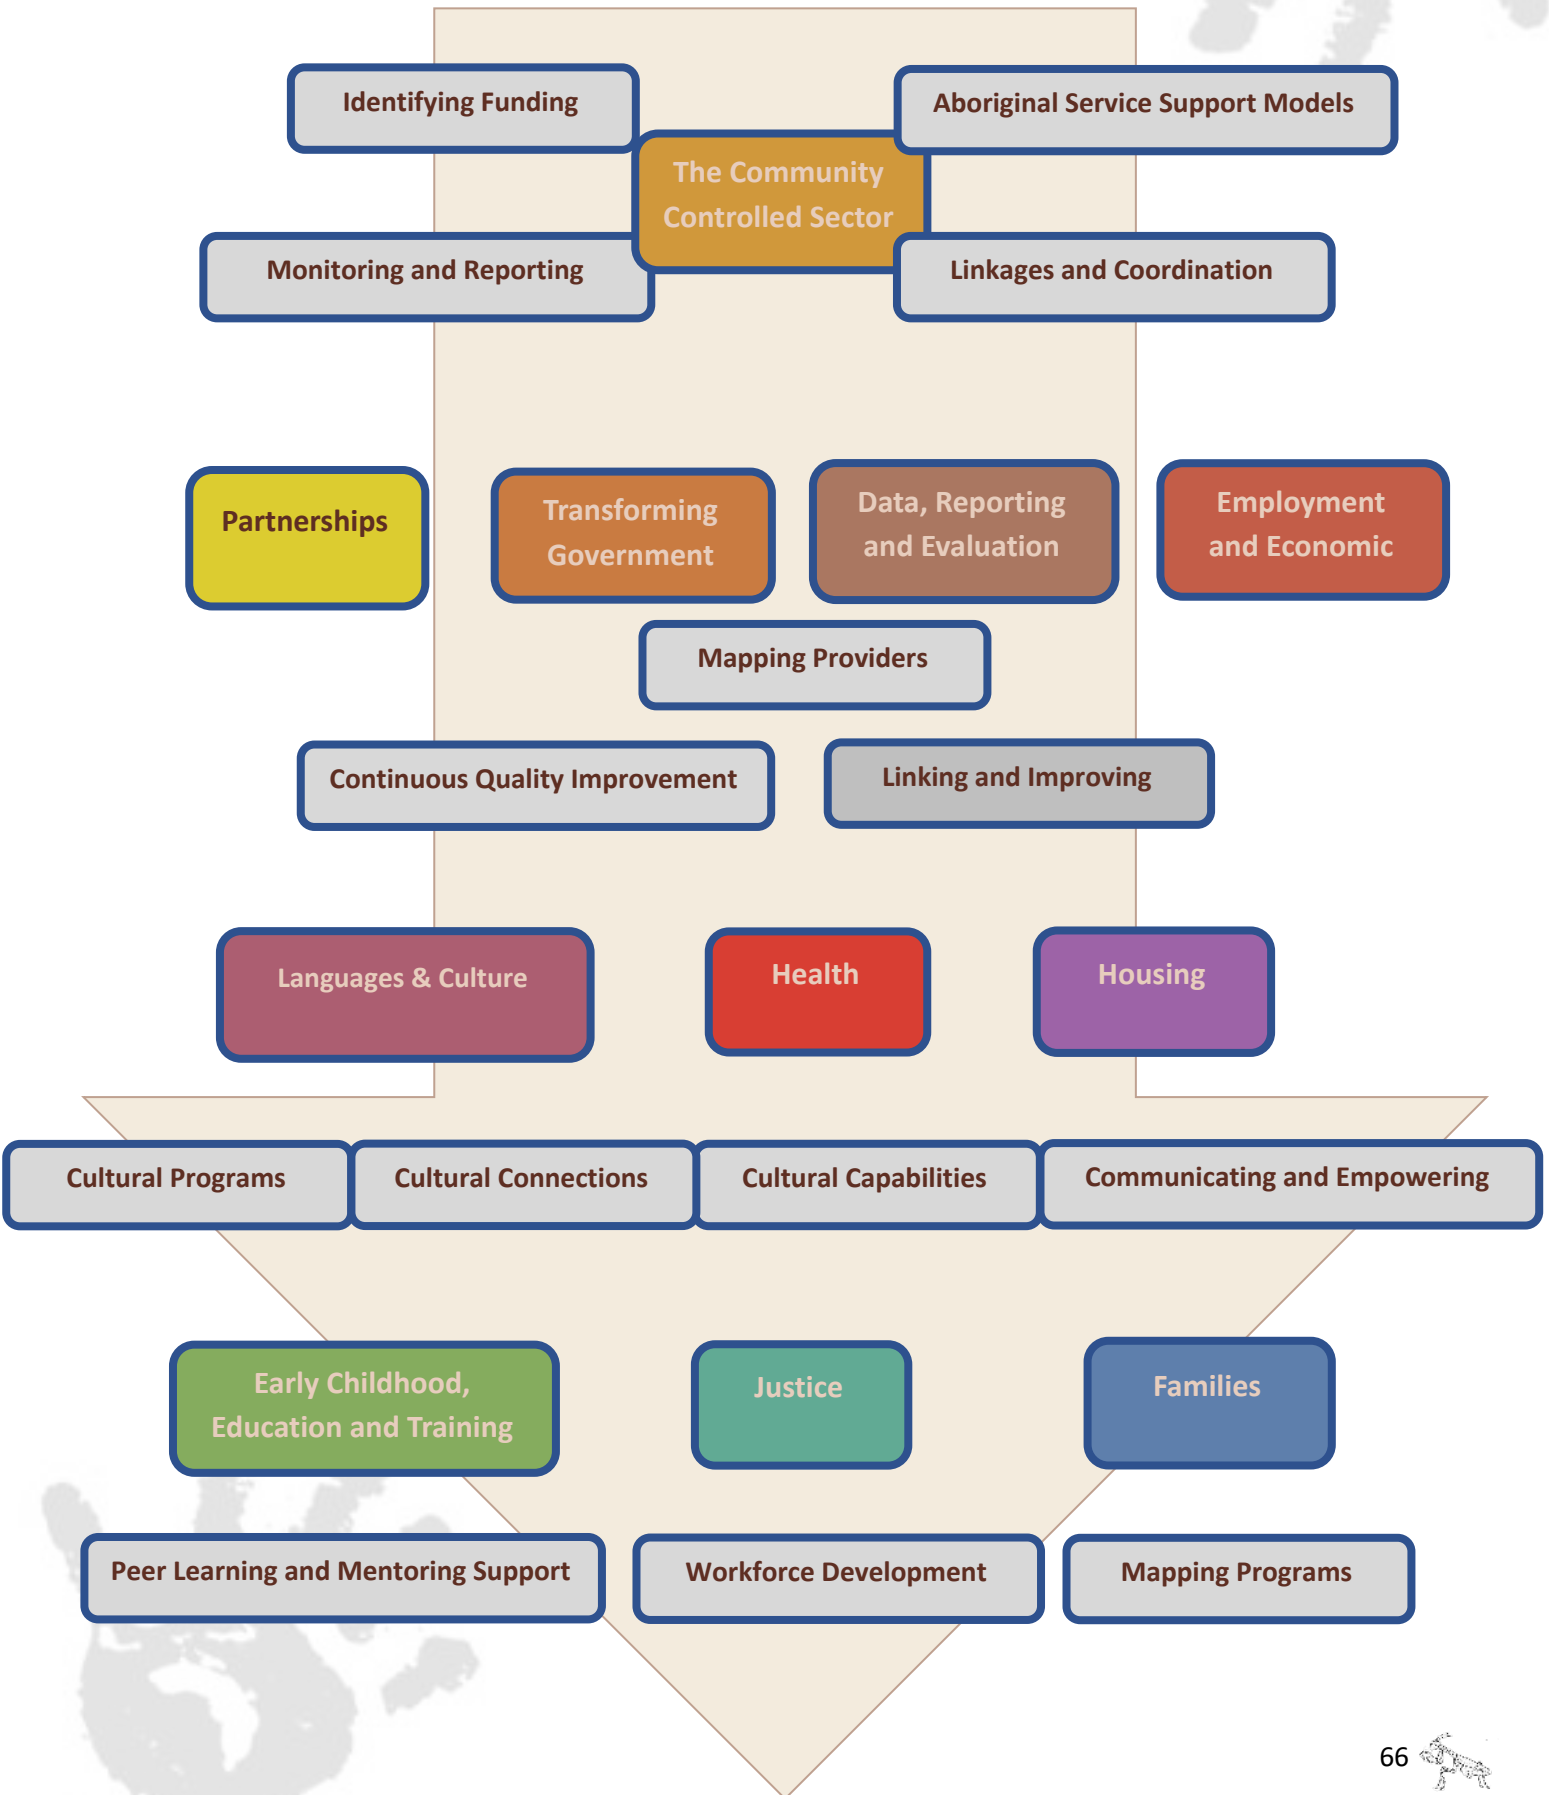 Identifying Funding
Aboriginal Service Support Models
The Community
Controlled Sector
Monitoring and Reporting
Linkages and Coordination
Partnerships
Transforming
Government
Data, Reporting
and Evaluation
Employment
and Economic
Mapping Providers
Continuous Quality Improvement
Linking and Improving
Languages & Culture
Health
Housing
Cultural Programs
Cultural Connections
Cultural Capabilities
Communicating and Empowering
Early Childhood,
Education and Training
Justice
Families
Peer Learning and Mentoring Support
Workforce Development
Mapping Programs
66